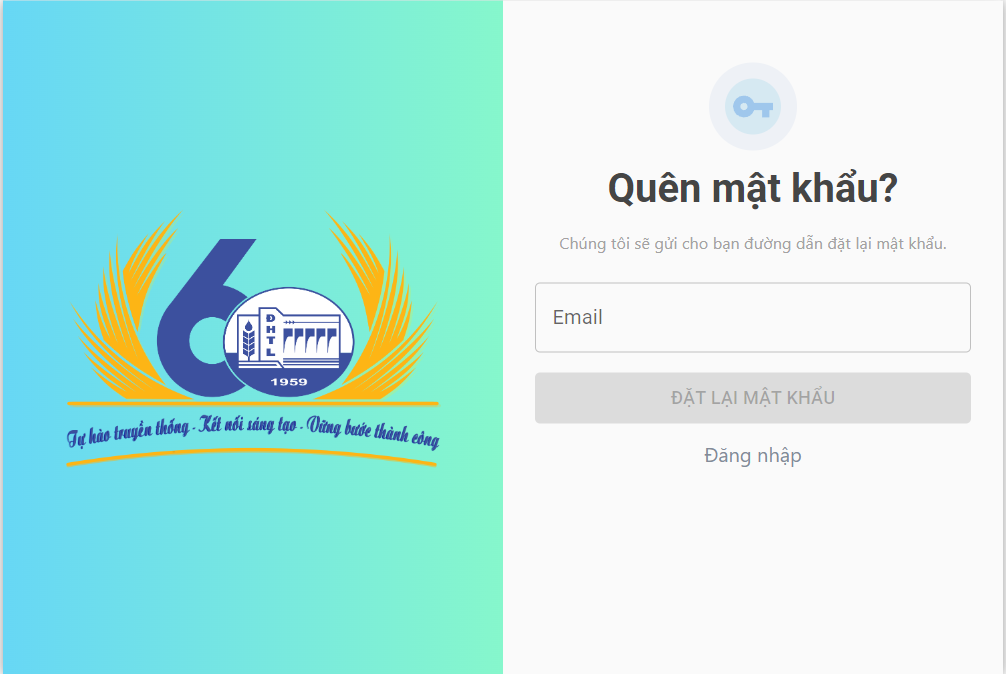 60
ĐHTL
1959
Tự hào truyền thống - Kết nối sáng tạo - Vững bước thành công
Quên mật khẩu?
Chúng tôi sẽ gửi cho bạn đường dẫn đặt lại mật khẩu.
Email
ĐẶT LẠI MẬT KHẨU
Đăng nhập